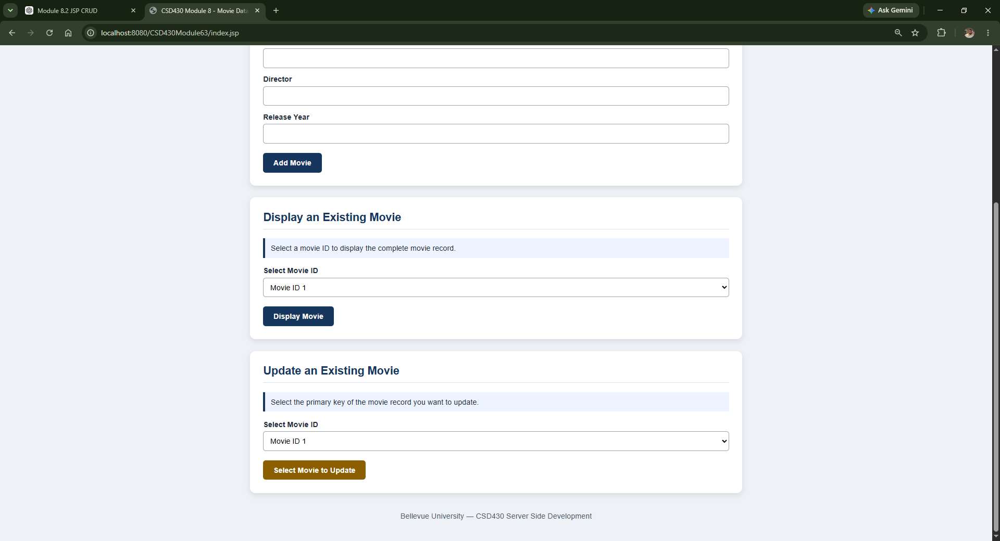 Module 8.2 JSP CRUD
CSD430 Module 8 - Movie Data
Ask Gemini
localhost:8080/CSD430Module63/index.jsp
Director
Release Year
Add Movie
Display an Existing Movie
Select a movie ID to display the complete movie record.
Select Movie ID
Movie ID 1
Display Movie
Update an Existing Movie
Select the primary key of the movie record you want to update.
Select Movie ID
Movie ID 1
Select Movie to Update
Bellevue University — CSD430 Server Side Development